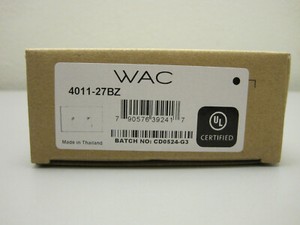 WAC
4011-27BZ
7 90576 39241 7
UL
CERTIFIED
Made in Thailand
BATCH NO: CD0524-G3